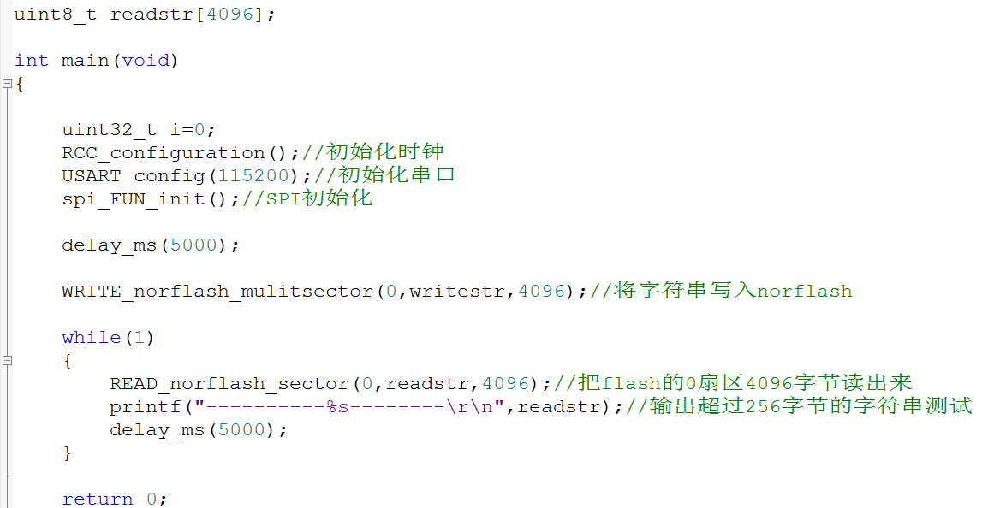 uint8_t readstr[4096];
int main(void)
{
uint32_t i=0;
RCC_configuration();//初始化时钟
USART_config(115200);//初始化串口
spi_FUN_init();//SPI初始化
delay_ms(5000);
WRITE_norflash_mulitsector(0,writestr,4096);//将字符串写入norflash
while(1)
{
READ_norflash_sector(0,readstr,4096);//把flash的0扇区4096字节读出来
printf("----------%s--------\r\n",readstr);//输出超过256字节的字符串测试
delay_ms(5000);
}
return 0;